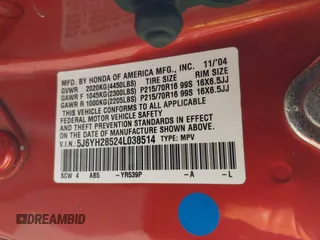 MFD. BY HONDA OF AMERICA MFG., INC. 11/'04
GVWR 2020KG(4450LBS) TIRE SIZE RIM SIZE
GAWR F 1045KG(2300LBS) P215/70R16 99S 16X6.5JJ
GAWR R 1000KG(2205LBS) P215/70R16 99S 16X6.5JJ
THIS VEHICLE CONFORMS TO ALL APPLICABLE
FEDERAL MOTOR VEHICLE SAFETY STANDARDS IN
EFFECT ON THE DATE OF MANUFACTURE SHOWN ABOVE.
V.I.N. 5J6YH28524L038514 TYPE: MPV
SCW 4 ABS -YR539P -A -L
DREAMBID